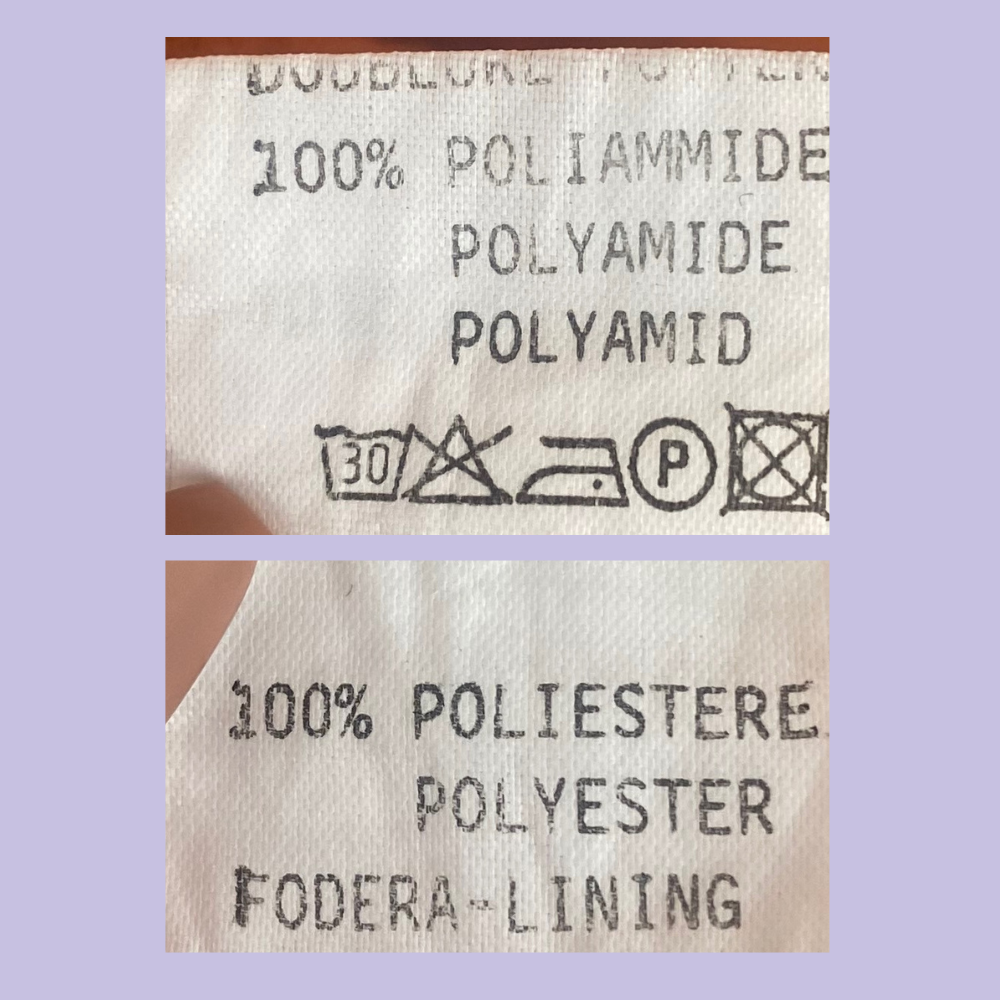 100% POLIAMMIDE
POLYAMIDE
POLYAMID
30 P
100% POLIESTERE
POLYESTER
FODERA-LINING